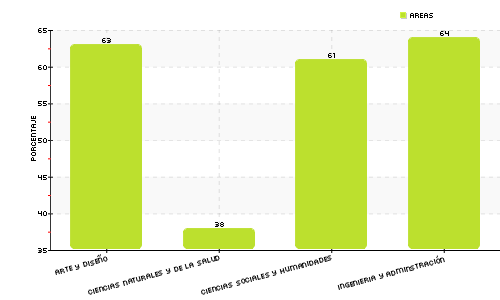 AREAS
65
60
55
50
45
40
35
PORCENTAJE
63
38
61
64
ARTE Y DISEÑO
CIENCIAS NATURALES Y DE LA SALUD
CIENCIAS SOCIALES Y HUMANIDADES
INGENIERIA Y ADMINSTRACIÓN